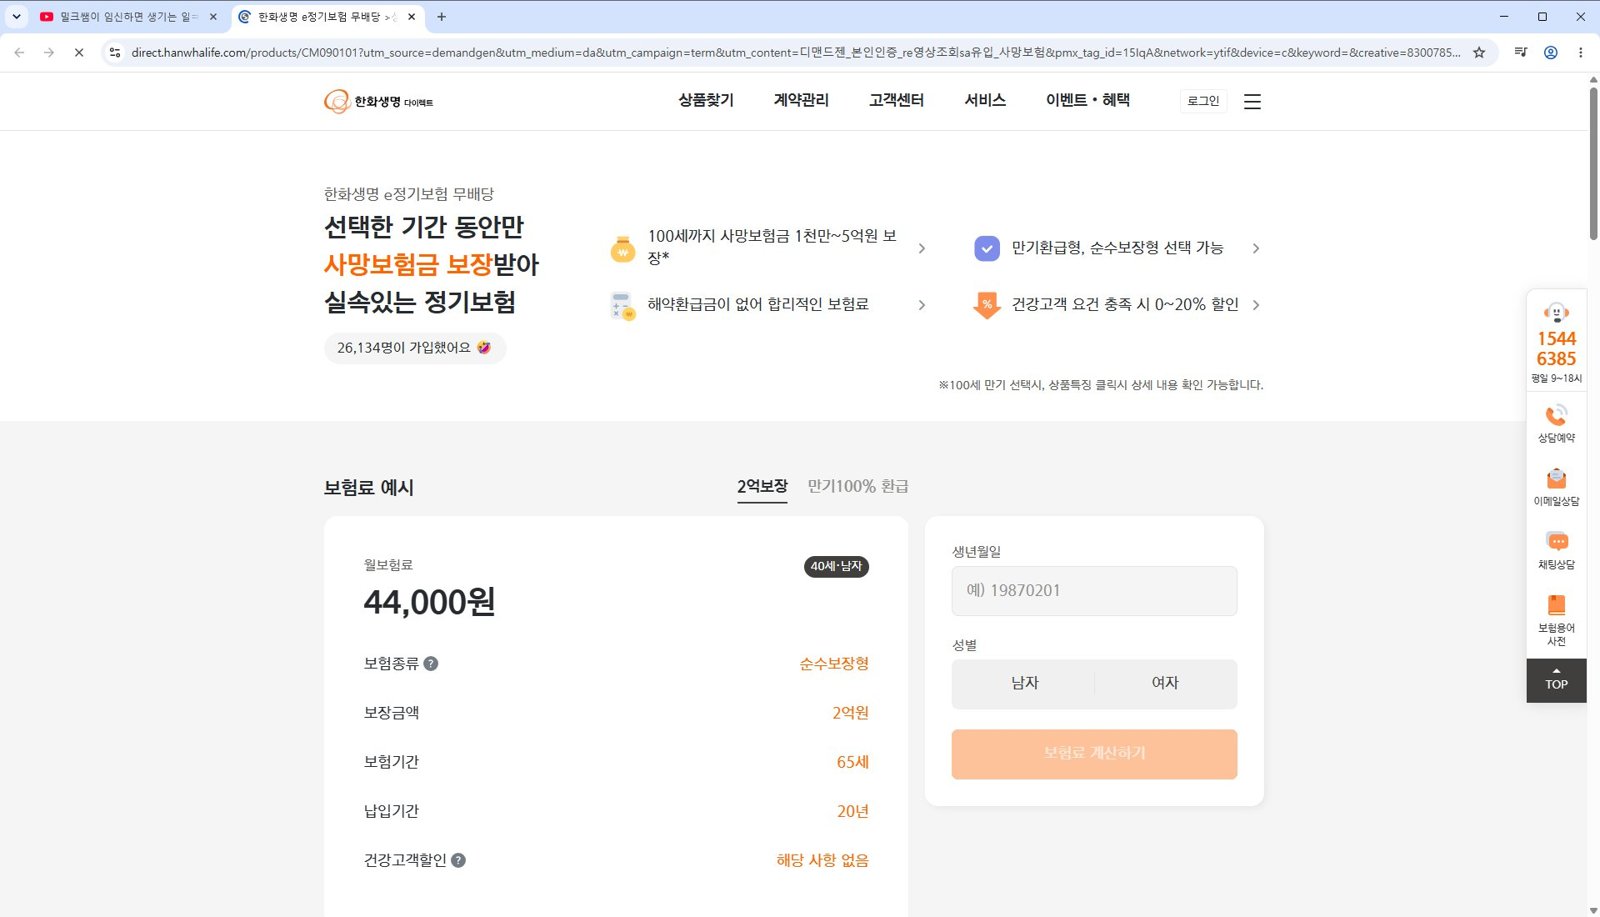 밀크쌤이 임신하면 생기는 일
한화생명 e정기보험 무배당 >
direct.hanwhalife.com/products/CM090101?utm_source=demandgen&utm_medium=da&utm_campaign=term&utm_content=디맨드젠_본인인증_re영상조회sa유입_사망보험&pmx_tag_id=15IqA&network=ytif&device=c&keyword=&creative=8300785...
한화생명 다이렉트
상품찾기
계약관리
고객센터
서비스
이벤트・혜택
로그인
한화생명 e정기보험 무배당
선택한 기간 동안만
사망보험금 보장받아
실속있는 정기보험
26,134명이 가입했어요 🤣
100세까지 사망보험금 1천만~5억원 보
장*
만기환급형, 순수보장형 선택 가능
해약환급금이 없어 합리적인 보험료
건강고객 요건 충족 시 0~20% 할인
※100세 만기 선택시, 상품특징 클릭시 상세 내용 확인 가능합니다.
보험료 예시
2억보장
만기100% 환급
월보험료
40세·남자
44,000원
보험종류 ?
순수보장형
보장금액
2억원
보험기간
65세
납입기간
20년
건강고객할인 ?
해당 사항 없음
생년월일
예) 19870201
성별
남자
여자
보험료 계산하기
1544
6385
평일 9~18시
상담예약
이메일상담
채팅상담
보험용어
사전
TOP